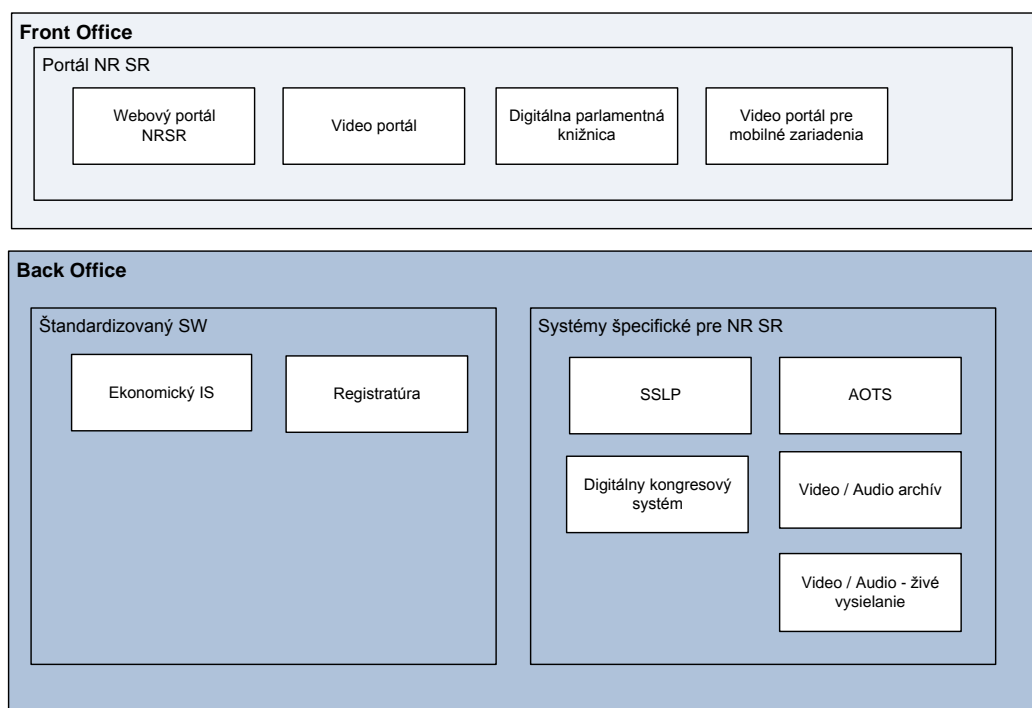 Front Office
Portál NR SR
Webový portál
NRSR
Video portál
Digitálna parlamentná
knižnica
Video portál pre
mobilné zariadenia
Back Office
Štandardizovaný SW
Ekonomický IS
Registratúra
Systémy špecifické pre NR SR
SSLP
AOTS
Digitálny kongresový
systém
Video / Audio archív
Video / Audio - živé
vysielanie